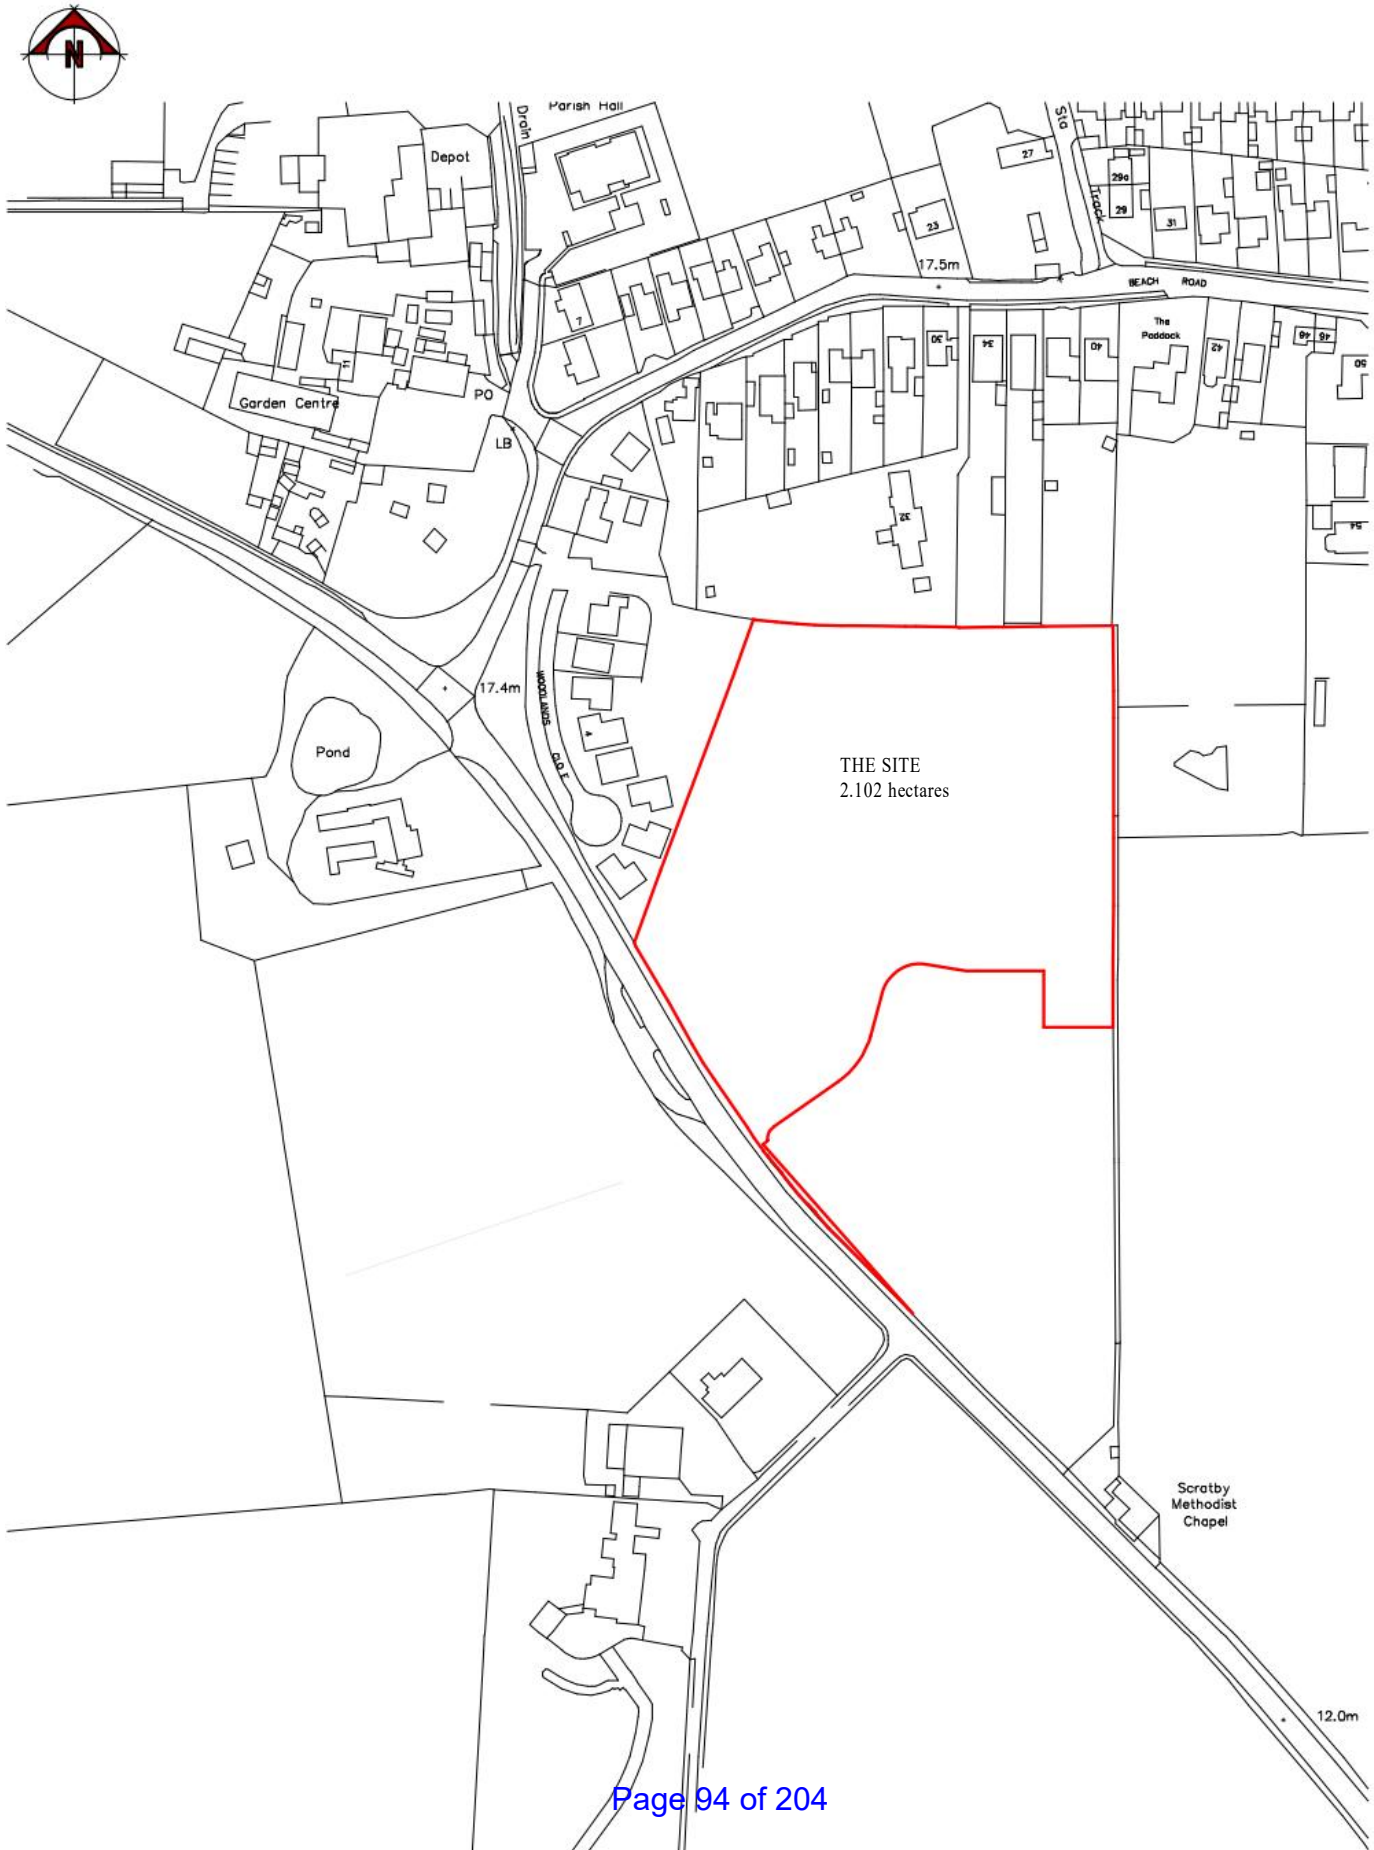 N
Parish Hall
Drain
Depot
Sta
27
29a
29
Track
31
23
17.5m
BEACH ROAD
7
The
Paddock
30
34
40
42
48
46
50
11
Garden Centre
PO
LB
32
54
17.4m
WOODLANDS
4
Pond
THE SITE
2.102 hectares
Scratby
Methodist
Chapel
12.0m
Page 94 of 204